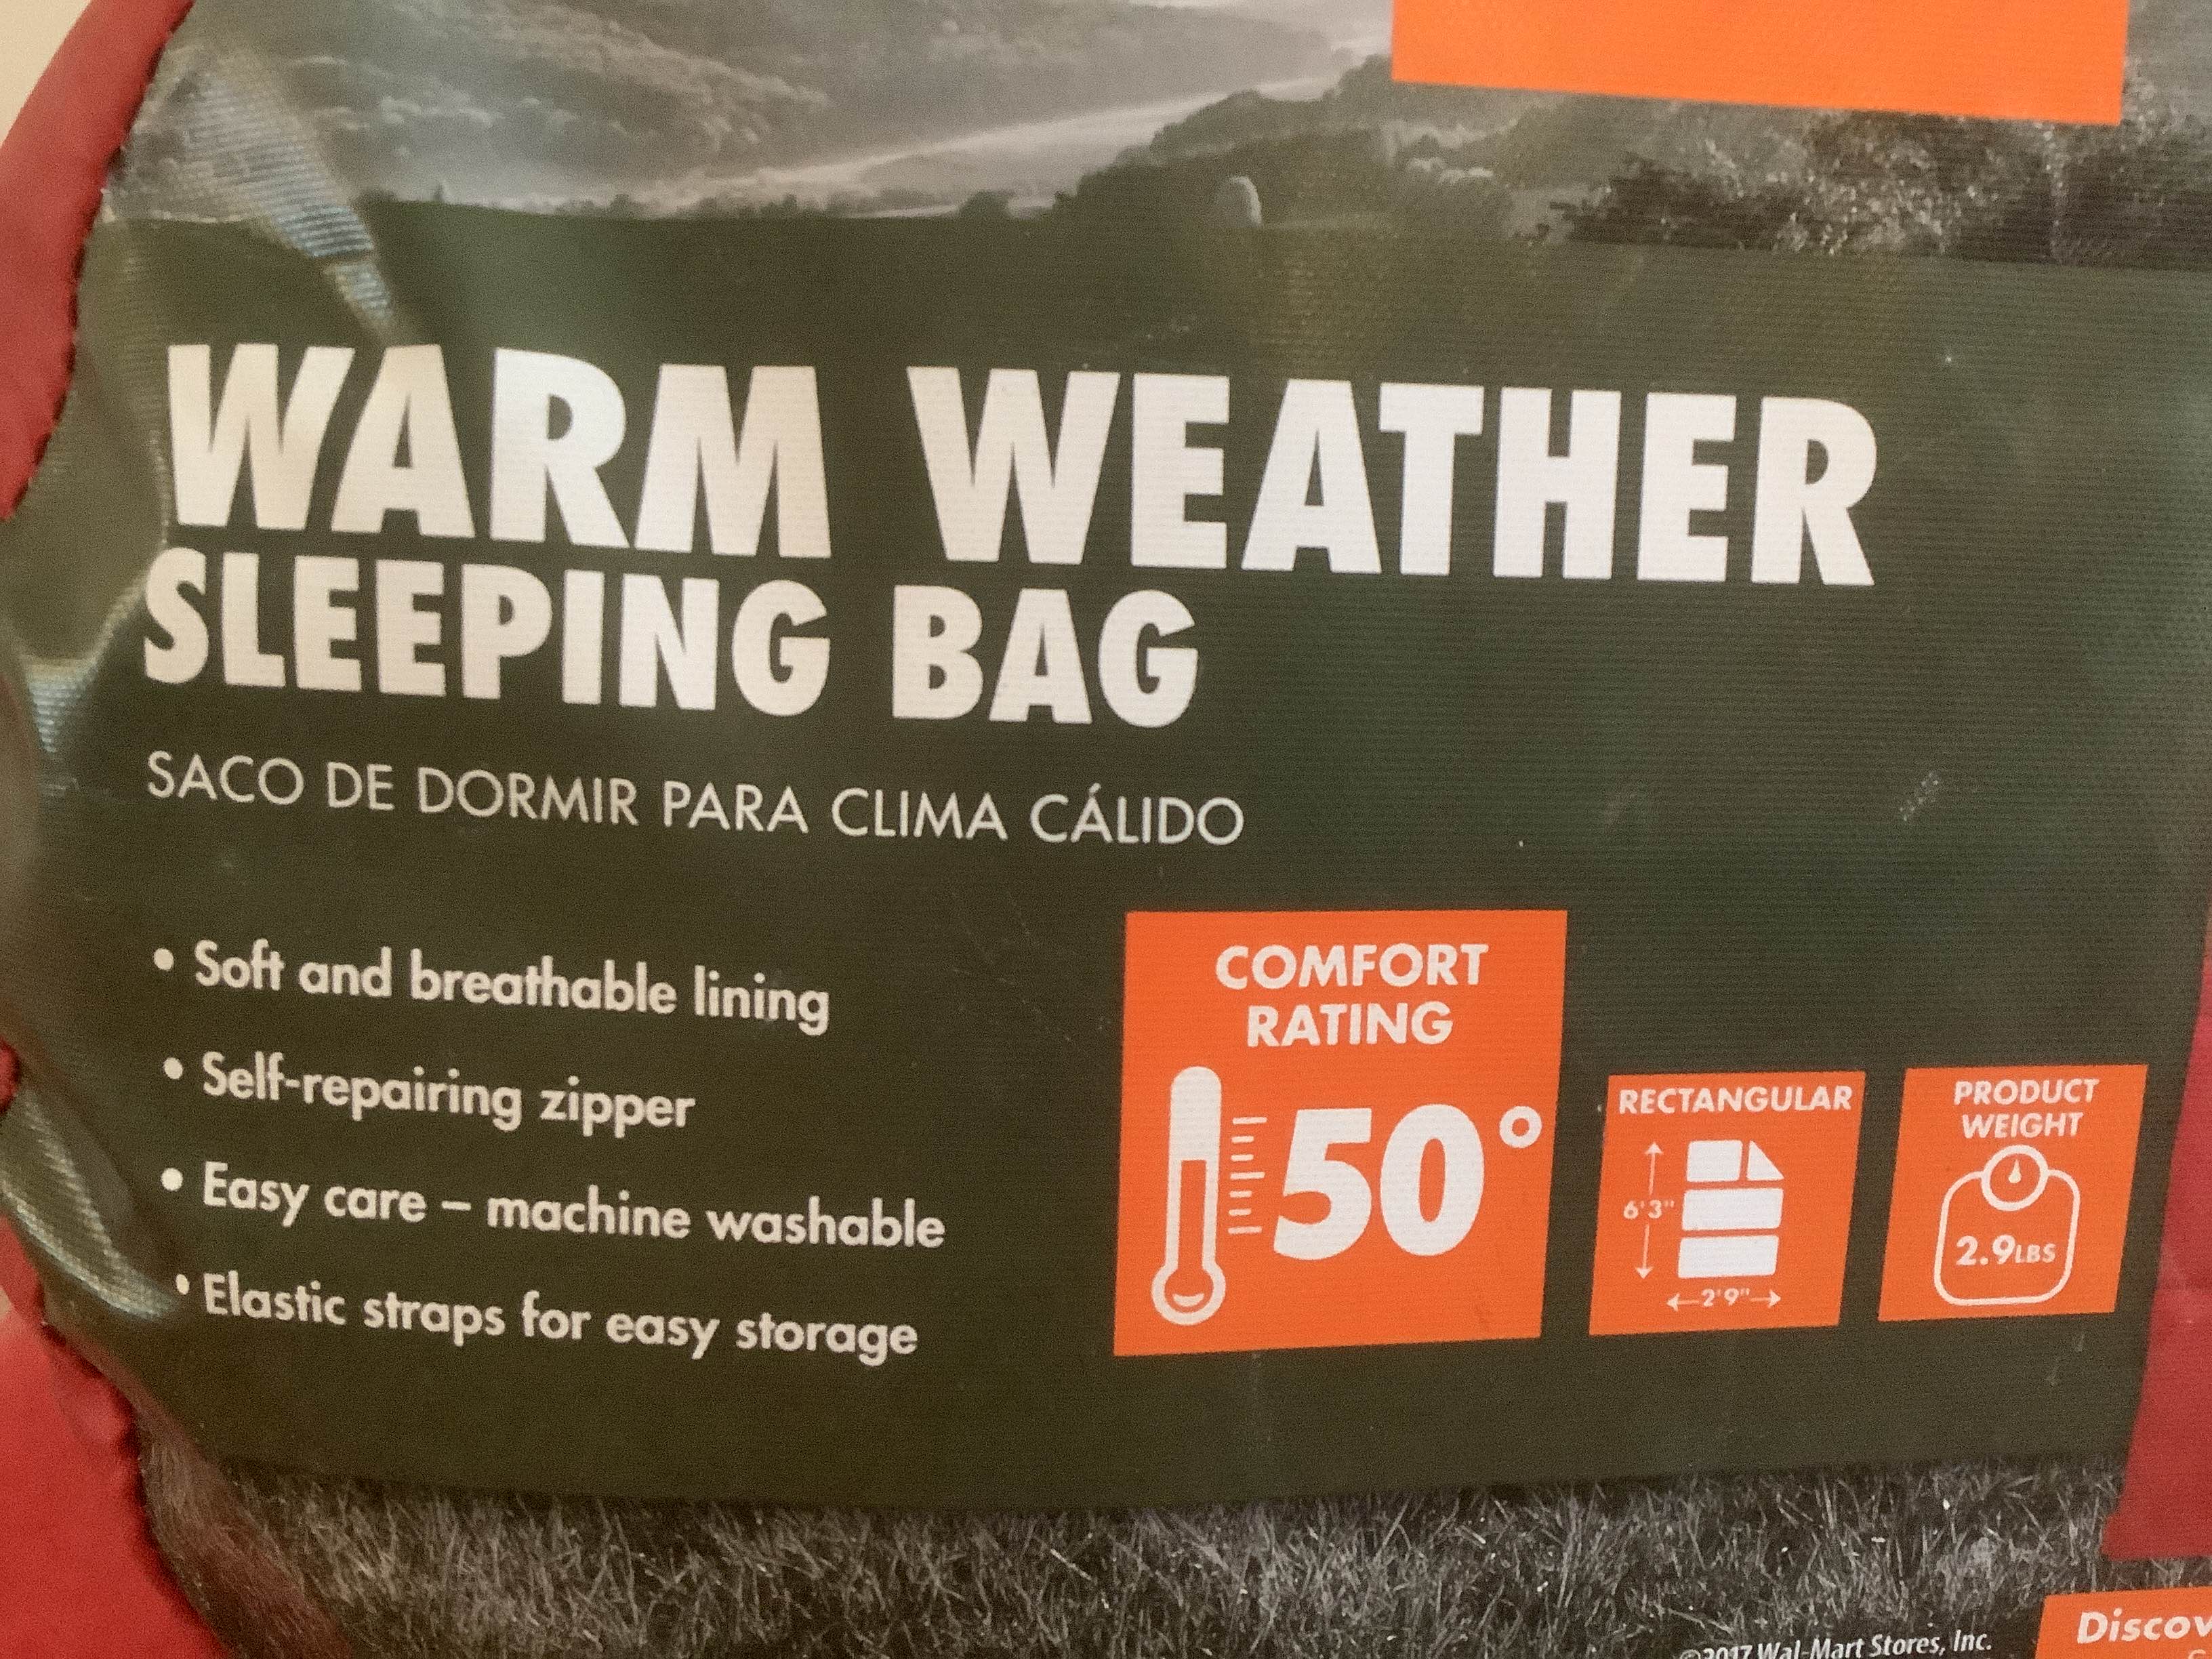 WARM WEATHER
SLEEPING BAG
SACO DE DORMIR PARA CLIMA CÁLIDO
• Soft and breathable lining
• Self-repairing zipper
• Easy care – machine washable
• Elastic straps for easy storage
COMFORT
RATING
50°
RECTANGULAR
6'3"
2'9"
PRODUCT
WEIGHT
2.9LBS
©2017 Wal-Mart Stores, Inc.
Discov